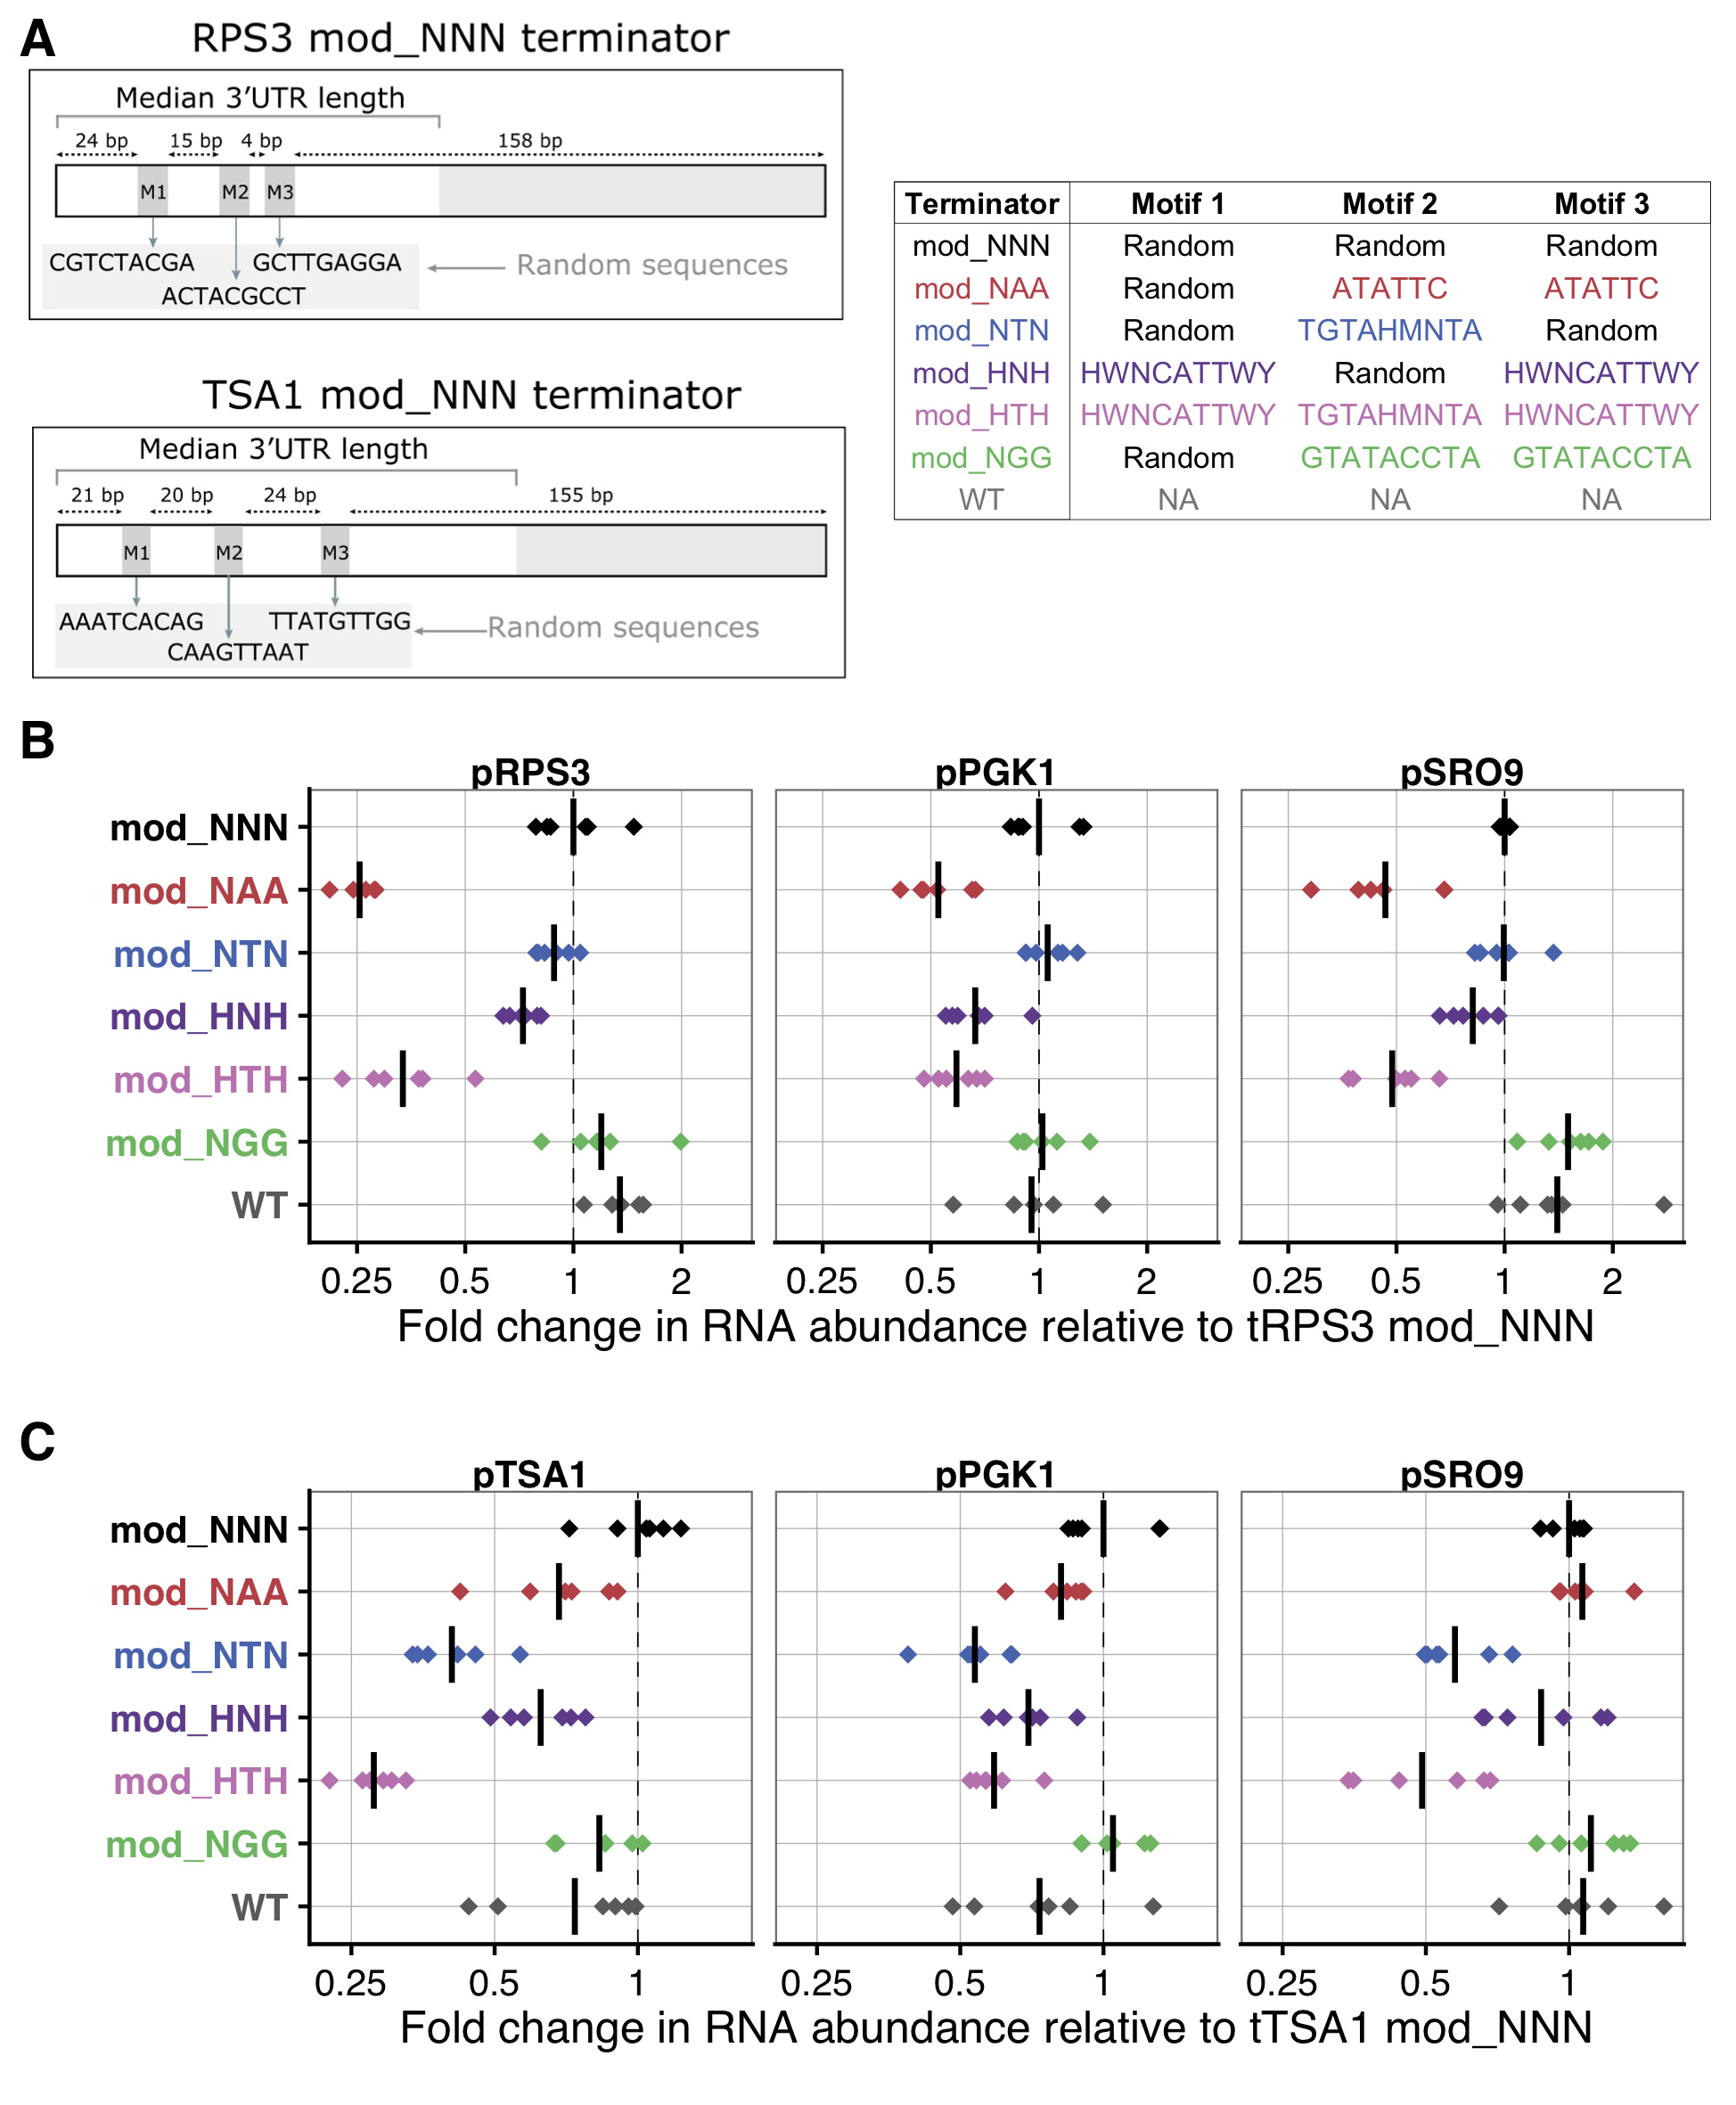 A
RPS3 mod_NNN terminator
Median 3'UTR length
24 bp 15 bp 4 bp 158 bp
M1 M2 M3
CGTCTACGA GCTTGAGGA Random sequences
ACTACGCCT
TSA1 mod_NNN terminator
Median 3'UTR length
21 bp 20 bp 24 bp 155 bp
M1 M2 M3
AAATCACAG TTATGTTGG Random sequences
CAAGTTAAT
Terminator Motif 1 Motif 2 Motif 3
mod_NNN Random Random Random
mod_NAA Random ATATTC ATATTC
mod_NTN Random TGTAHMNTA Random
mod_HNH HWNCATTWY Random HWNCATTWY
mod_HTH HWNCATTWY TGTAHMNTA HWNCATTWY
mod_NGG Random GTATACCTA GTATACCTA
WT NA NA NA
B
pRPS3 pPGK1 pSRO9
mod_NNN
mod_NAA
mod_NTN
mod_HNH
mod_HTH
mod_NGG
WT
0.25 0.5 1 2 0.25 0.5 1 2 0.25 0.5 1 2
Fold change in RNA abundance relative to tRPS3 mod_NNN
C
pTSA1 pPGK1 pSRO9
mod_NNN
mod_NAA
mod_NTN
mod_HNH
mod_HTH
mod_NGG
WT
0.25 0.5 1 0.25 0.5 1 0.25 0.5 1
Fold change in RNA abundance relative to tTSA1 mod_NNN